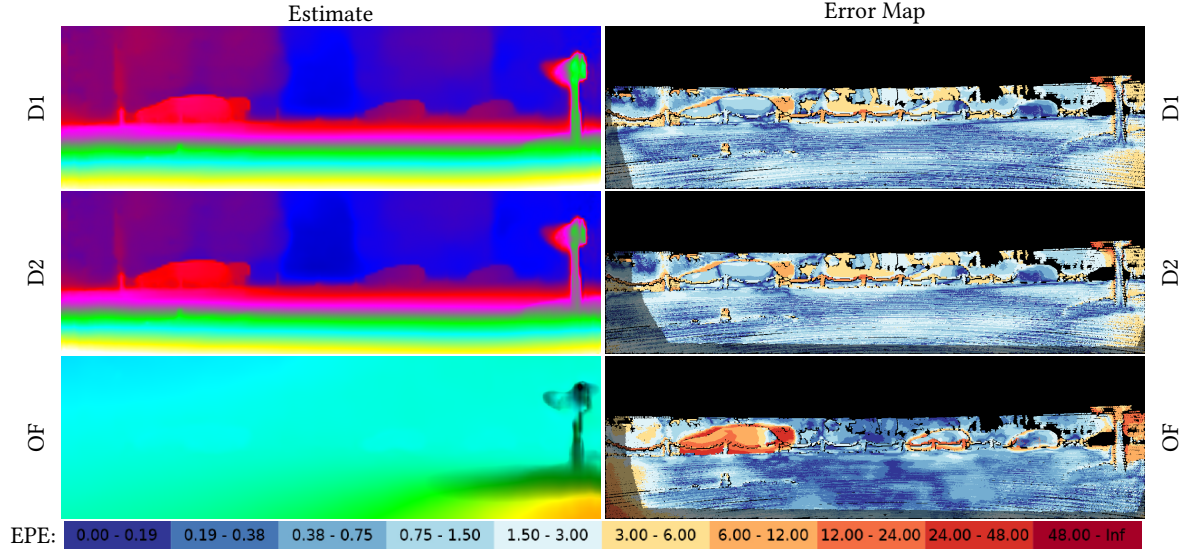 Estimate Error Map
D1 D1
D2 D2
OF OF
EPE: 0.00 - 0.19 0.19 - 0.38 0.38 - 0.75 0.75 - 1.50 1.50 - 3.00 3.00 - 6.00 6.00 - 12.00 12.00 - 24.00 24.00 - 48.00 48.00 - Inf